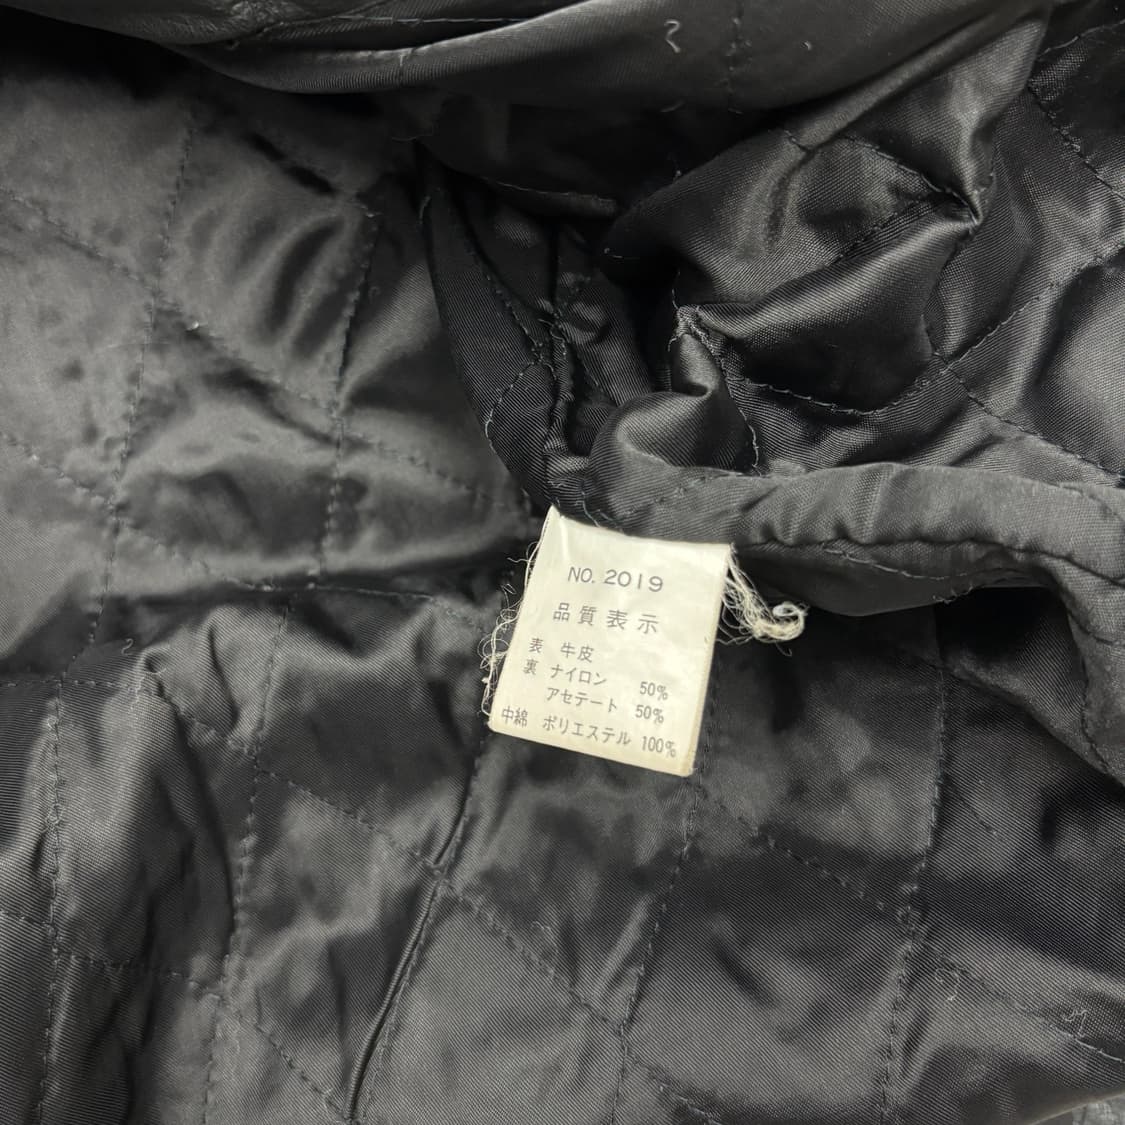 NO. 2019
品質表示
表 牛皮
裏 ナイロン 50%
アセテート 50%
中綿 ポリエステル 100%